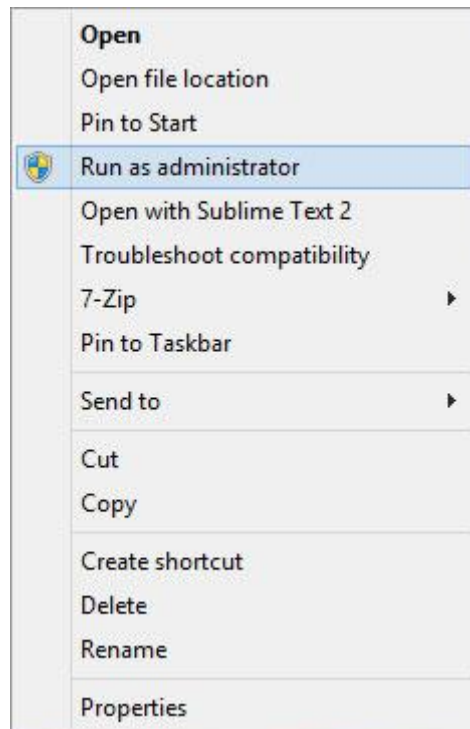 Open
Open file location
Pin to Start
Run as administrator
Open with Sublime Text 2
Troubleshoot compatibility
7-Zip
Pin to Taskbar
Send to
Cut
Copy
Create shortcut
Delete
Rename
Properties